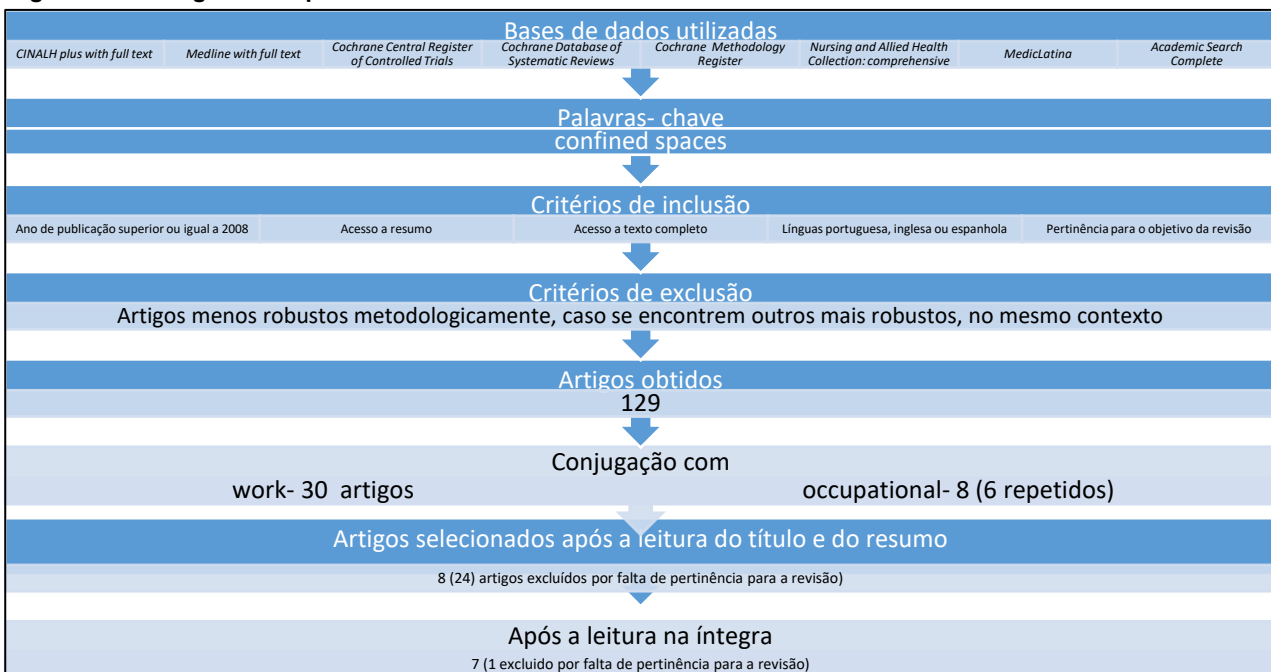 Bases de dados utilizadas
CINALH plus with full text
Medline with full text
Cochrane Central Register
of Controlled Trials
Cochrane Database of
Systematic Reviews
Cochrane Methodology
Register
Nursing and Allied Health
Collection: comprehensive
MedicLatina
Academic Search
Complete
Palavras- chave
confined spaces
Critérios de inclusão
Ano de publicação superior ou igual a 2008
Acesso a resumo
Acesso a texto completo
Línguas portuguesa, inglesa ou espanhola
Pertinência para o objetivo da revisão
Critérios de exclusão
Artigos menos robustos metodologicamente, caso se encontrem outros mais robustos, no mesmo contexto
Artigos obtidos
129
Conjugação com
work- 30 artigos
occupational- 8 (6 repetidos)
Artigos selecionados após a leitura do título e do resumo
8 (24) artigos excluídos por falta de pertinência para a revisão)
Após a leitura na íntegra
7 (1 excluido por falta de pertinência para a revisão)